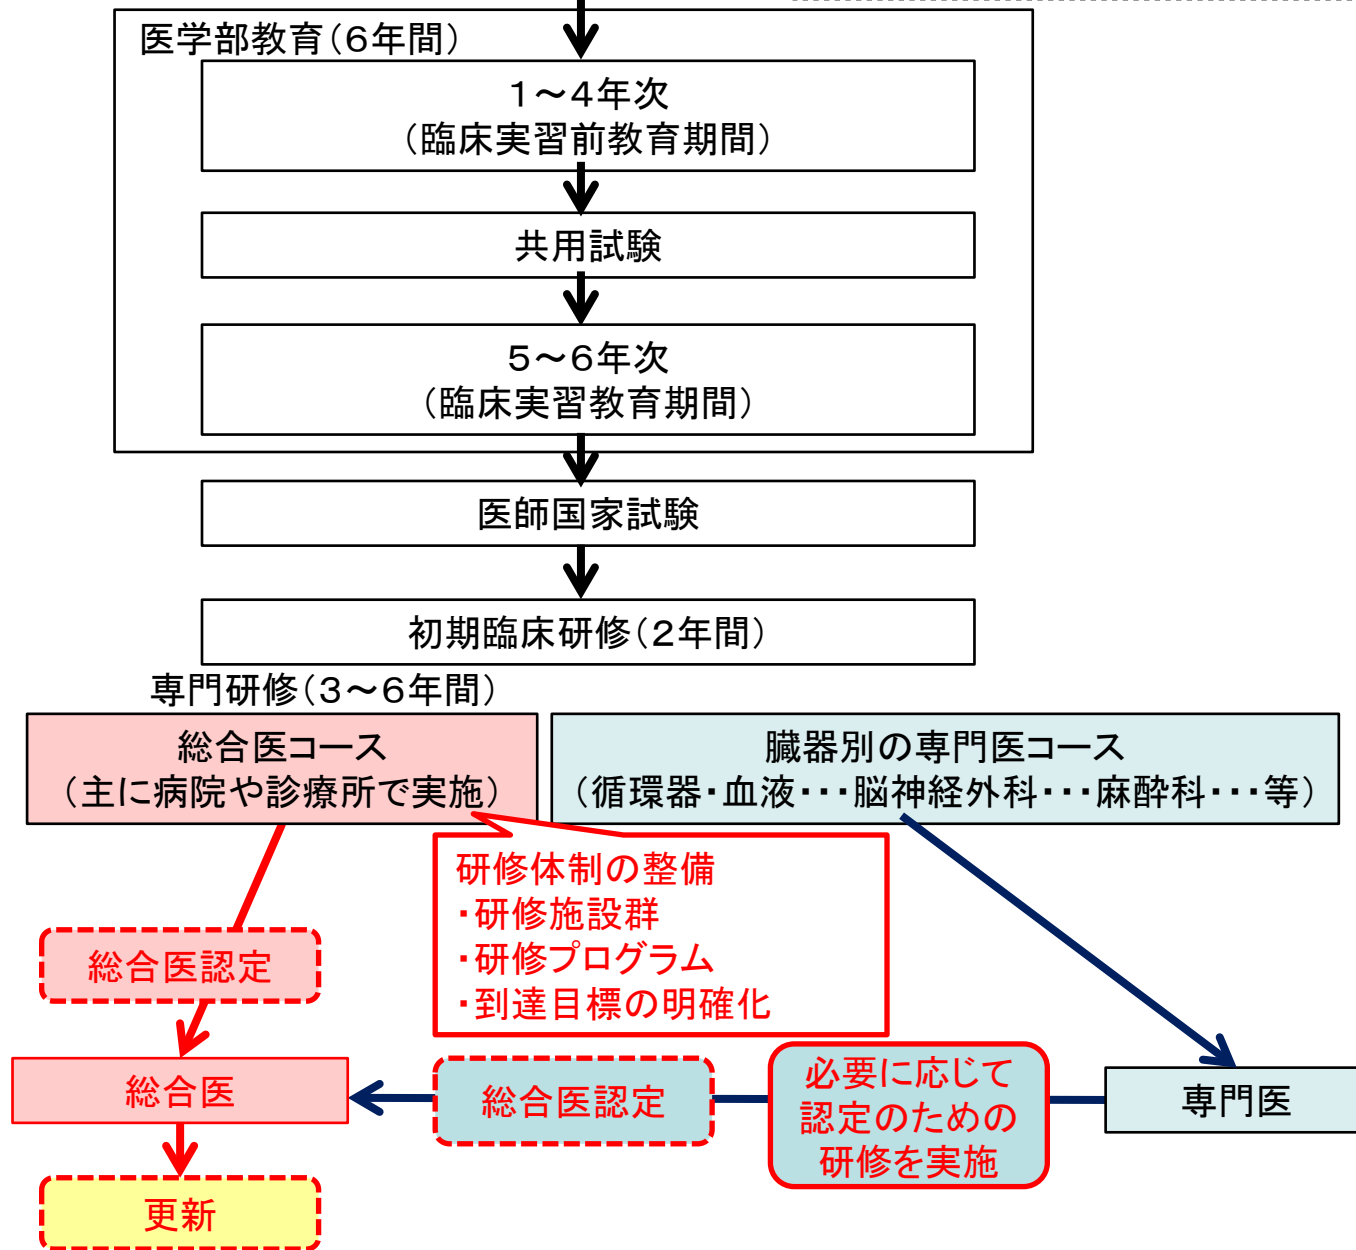 医学部教育(6年間)
1～4年次
(臨床実習前教育期間)
共用試験
5～6年次
(臨床実習教育期間)
医師国家試験
初期臨床研修(2年間)
専門研修(3～6年間)
総合医コース
(主に病院や診療所で実施)
臓器別の専門医コース
(循環器・血液・・・脳神経外科・・・麻酔科・・・等)
研修体制の整備
・研修施設群
・研修プログラム
・到達目標の明確化
総合医認定
総合医
総合医認定
必要に応じて
認定のための
研修を実施
専門医
更新